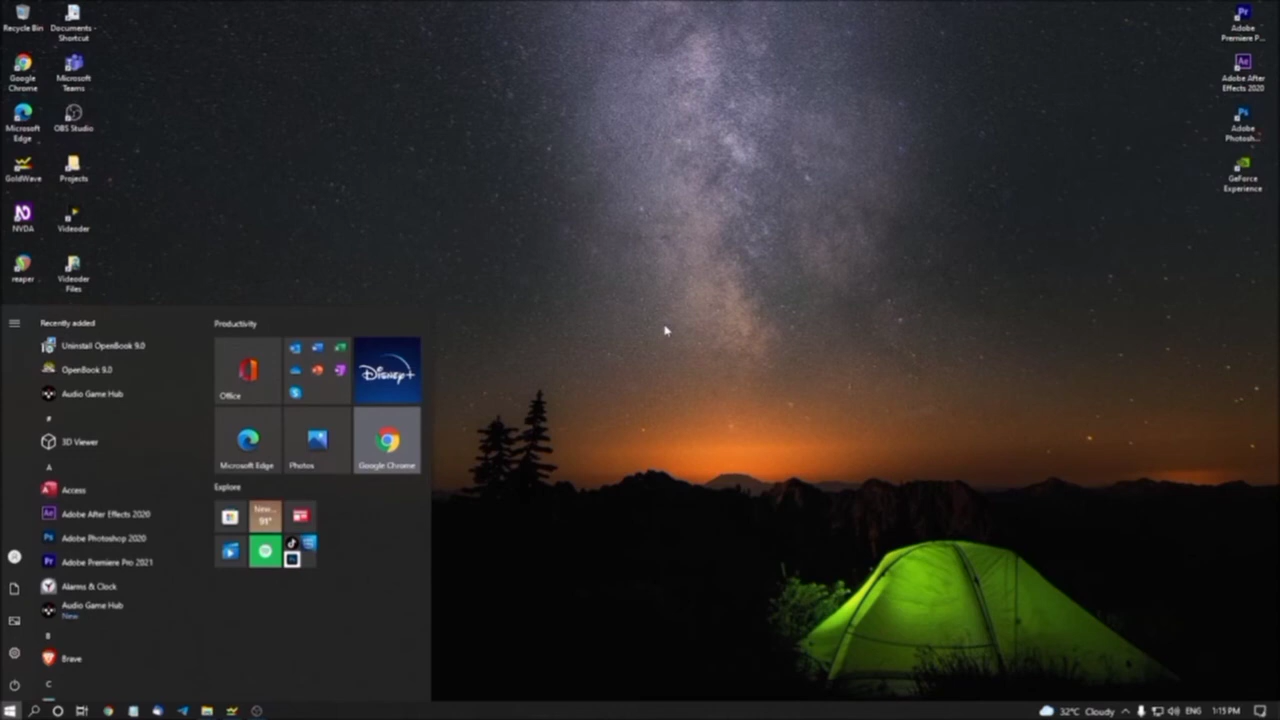 Recycle Bin
Documents - Shortcut
Google Chrome
Microsoft Teams
Microsoft Edge
OBS Studio
GoldWave
Projects
NVDA
Videoder
reaper
Videoder Files
Adobe Premiere P...
Adobe After Effects 2020
Adobe Photosh...
GeForce Experience
Recently added
Uninstall OpenBook 9.0
OpenBook 9.0
Audio Game Hub
#
3D Viewer
A
Access
Adobe After Effects 2020
Adobe Photoshop 2020
Adobe Premiere Pro 2021
Alarms & Clock
Audio Game Hub
New
B
Brave
C
Productivity
Office
Disney+
Microsoft Edge
Photos
Google Chrome
Explore
New...
91°
32°C Cloudy
ENG
1:15 PM